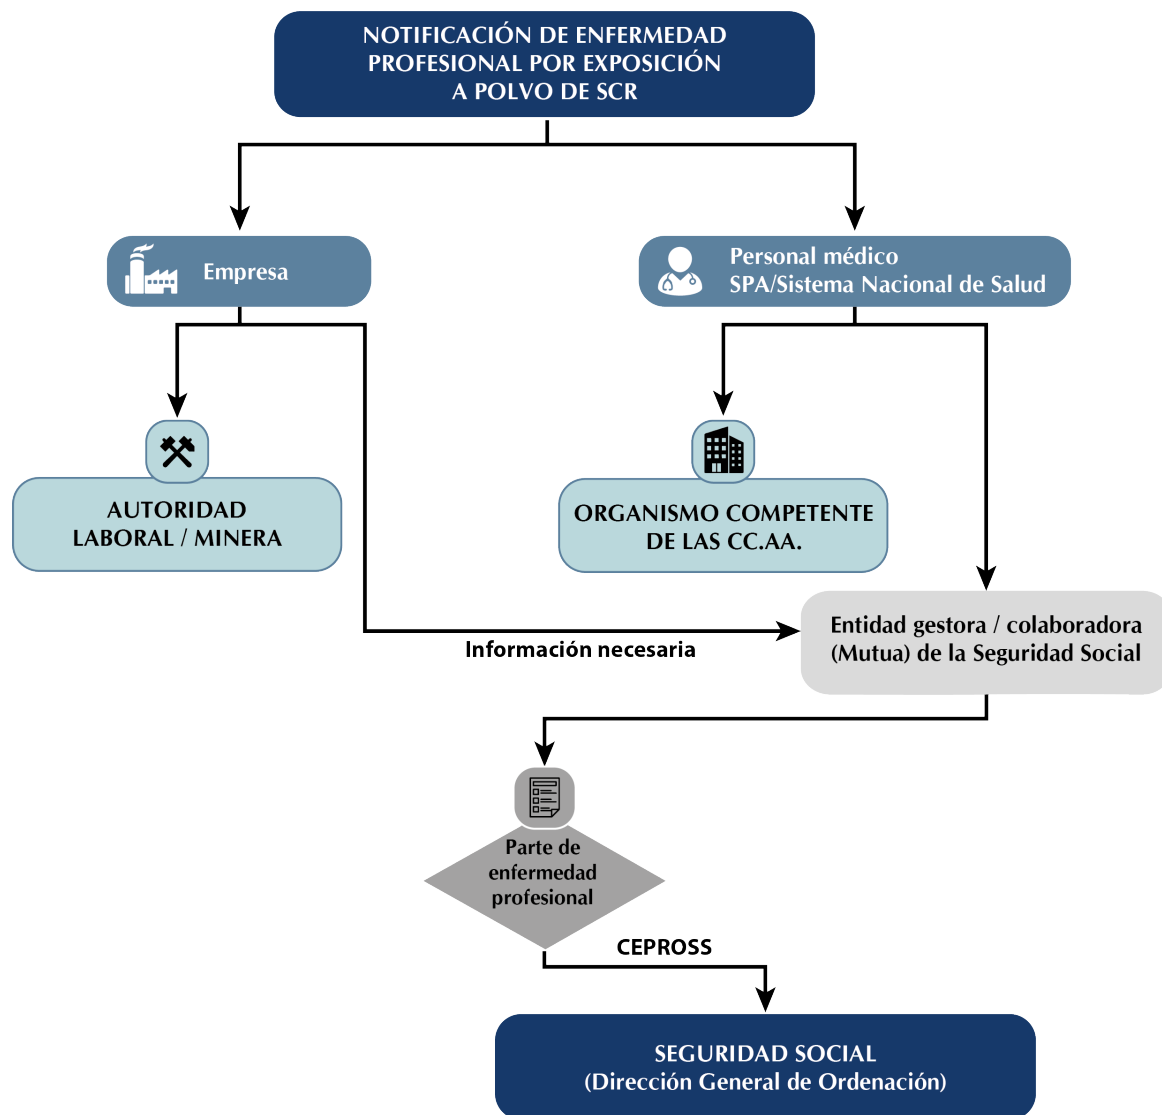 NOTIFICACIÓN DE ENFERMEDAD
PROFESIONAL POR EXPOSICIÓN
A POLVO DE SCR
Empresa
Personal médico
SPA/Sistema Nacional de Salud
AUTORIDAD
LABORAL / MINERA
ORGANISMO COMPETENTE
DE LAS CC.AA.
Información necesaria
Entidad gestora / colaboradora
(Mutua) de la Seguridad Social
Parte de
enfermedad
profesional
CEPROSS
SEGURIDAD SOCIAL
(Dirección General de Ordenación)